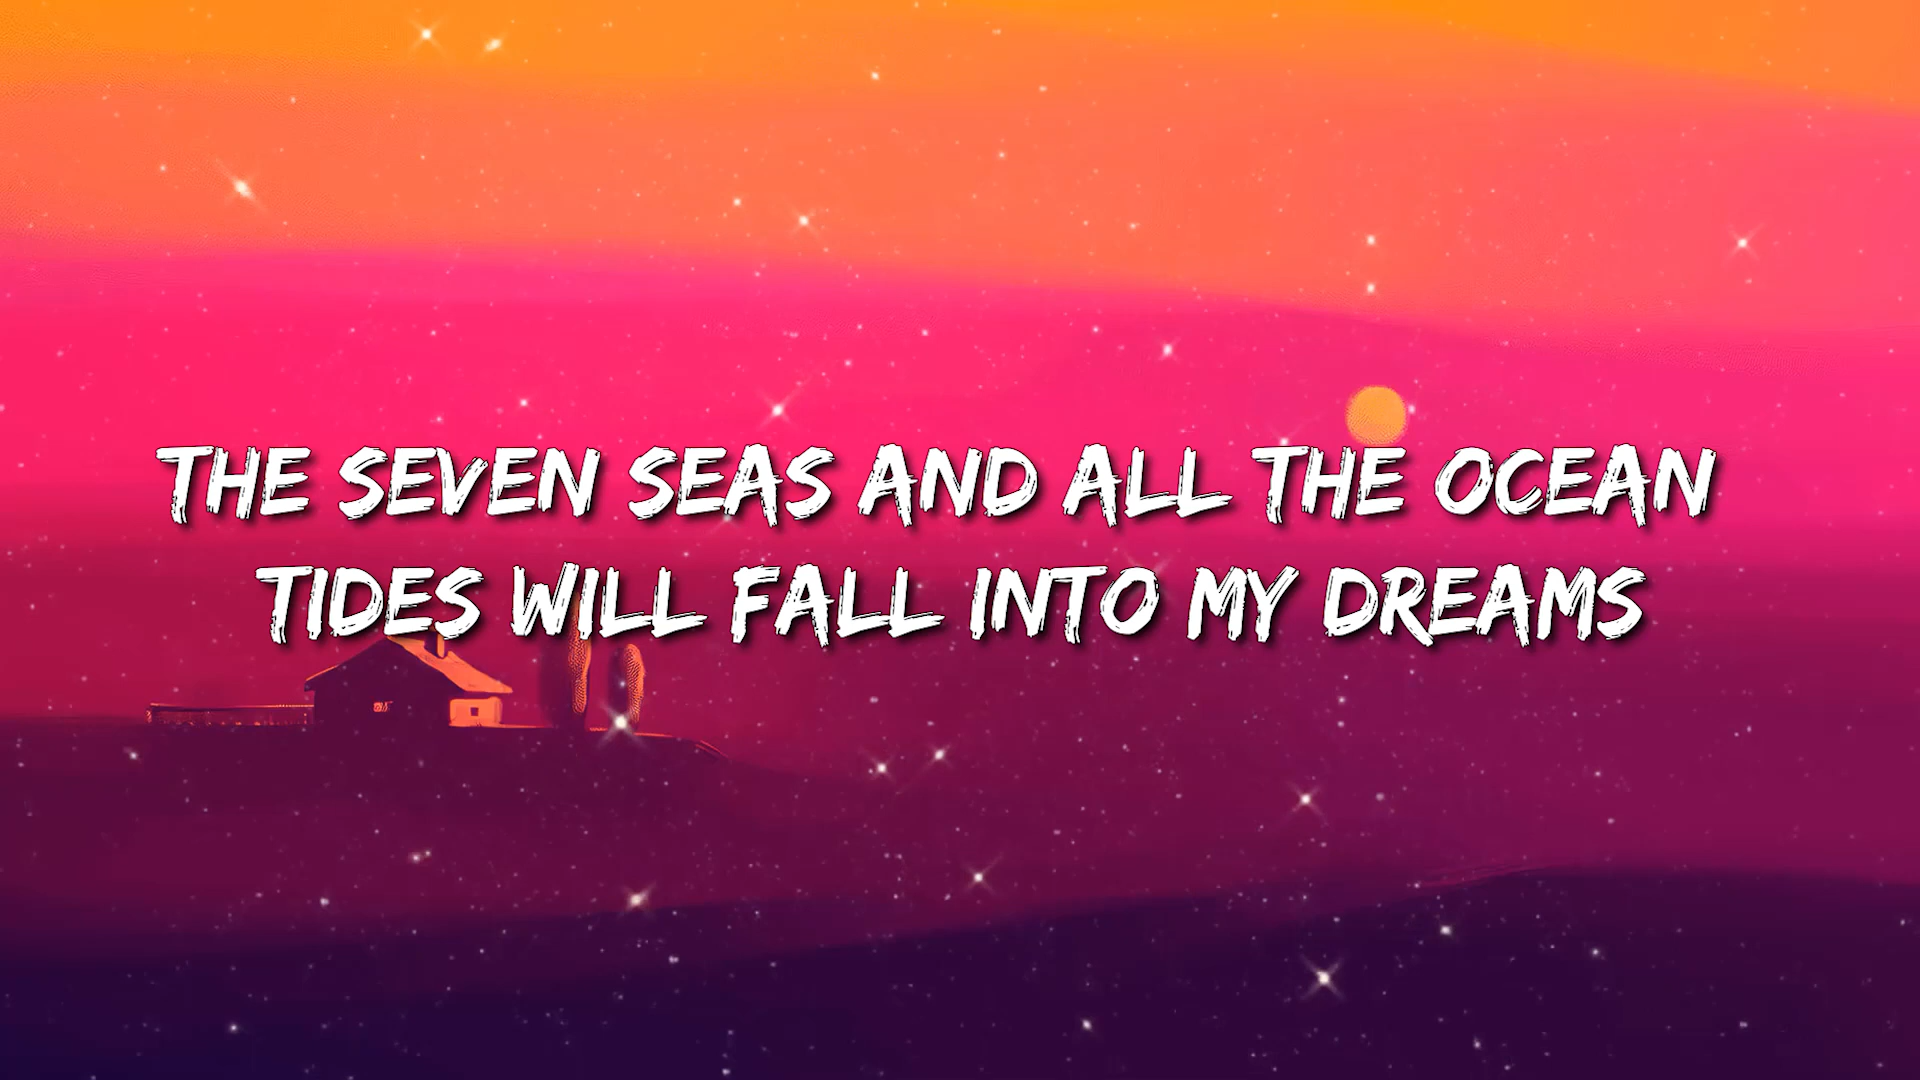 THE SEVEN SEAS AND ALL THE OCEAN
TIDES WILL FALL INTO MY DREAMS